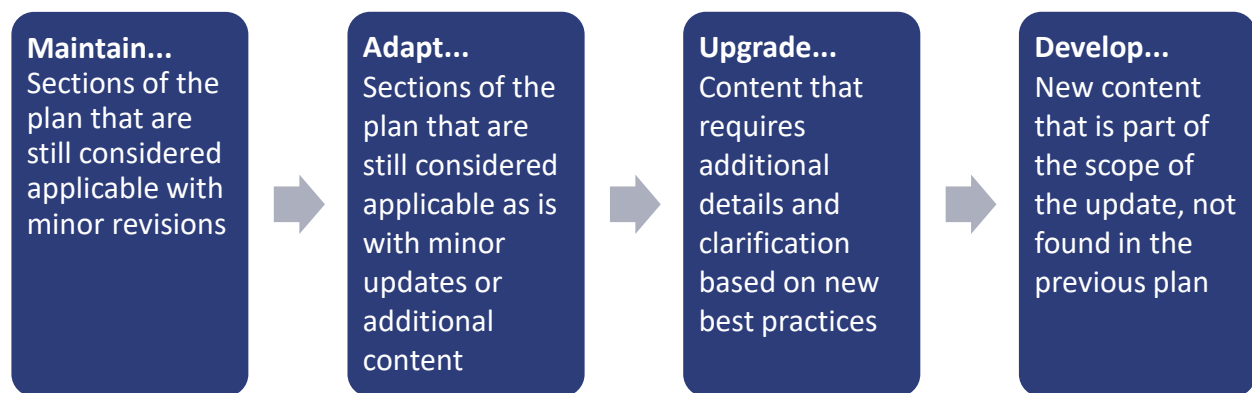 Maintain...
Sections of the
plan that are
still considered
applicable with
minor revisions
Adapt...
Sections of the
plan that are
still considered
applicable as is
with minor
updates or
additional
content
Upgrade...
Content that
requires
additional
details and
clarification
based on new
best practices
Develop...
New content
that is part of
the scope of
the update, not
found in the
previous plan